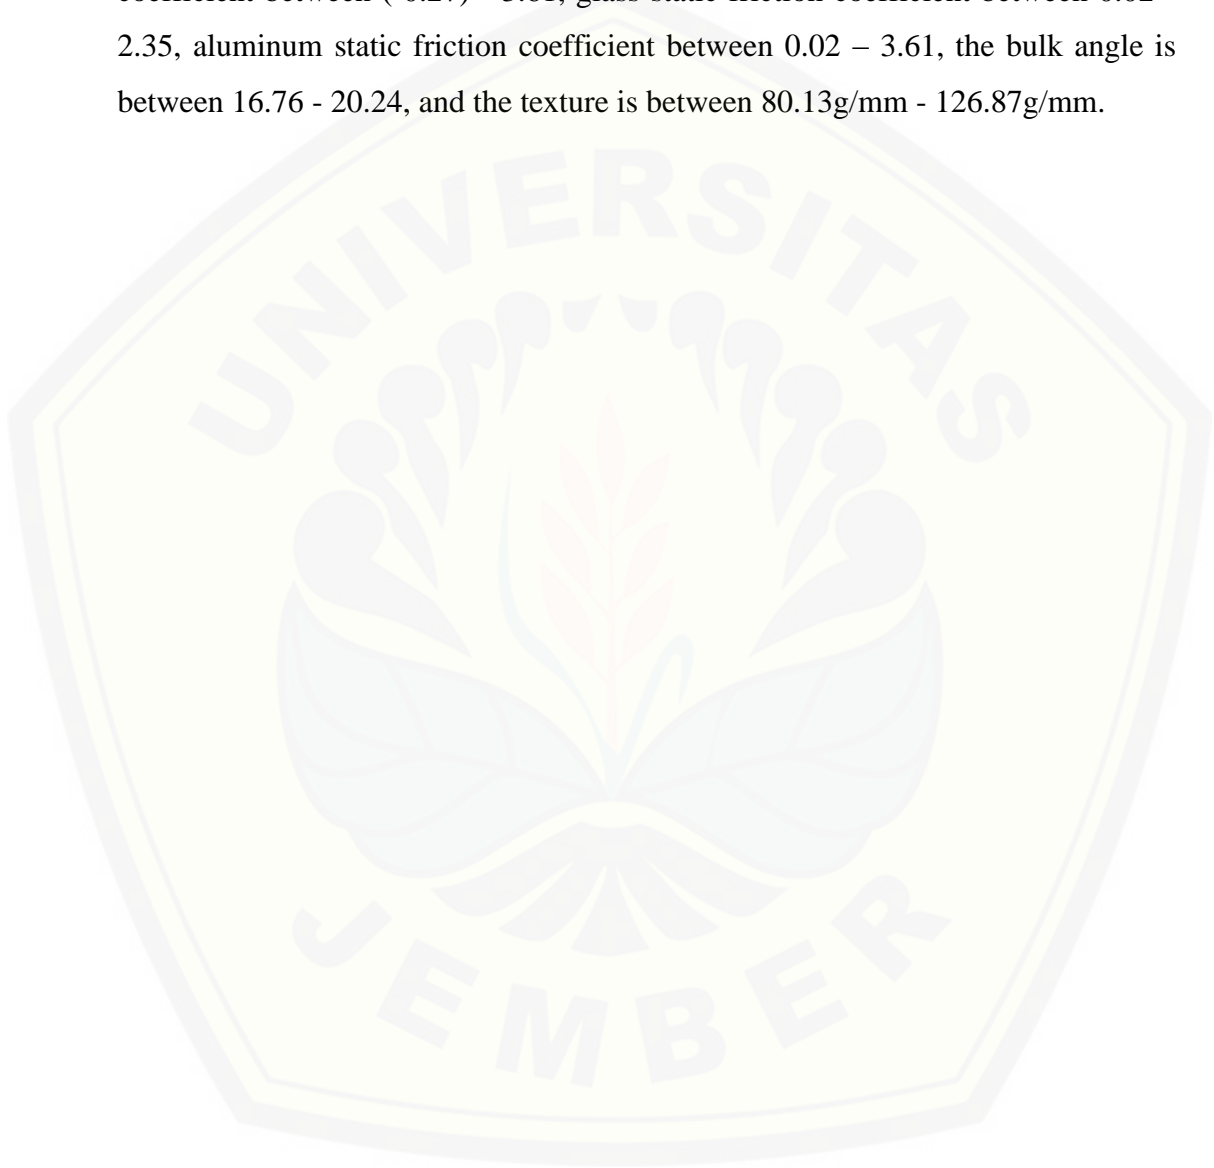 2.35, aluminum static friction coefficient between 0.02 – 3.61, the bulk angle is
between 16.76 - 20.24, and the texture is between 80.13g/mm - 126.87g/mm.
UNIVERSITAS
JEMBER